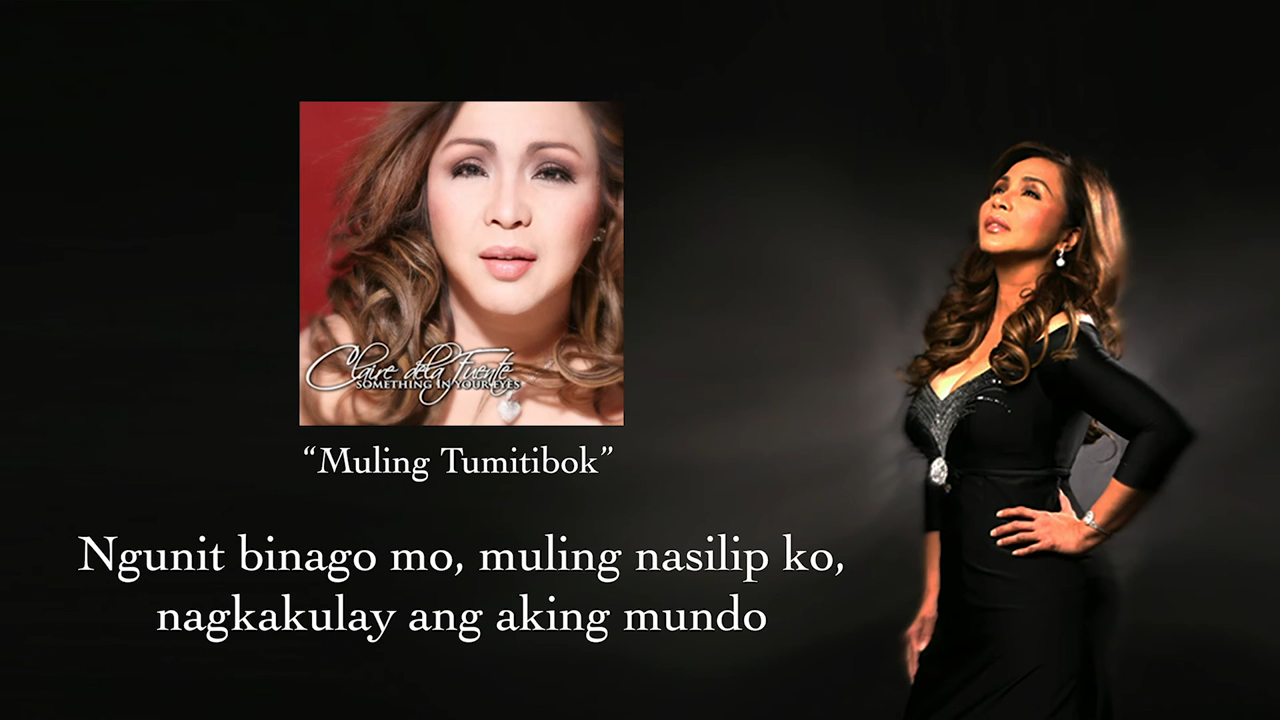 Claire dela Fuente
SOMETHING IN YOUR EYES
“Muling Tumitibok”
Ngunit binago mo, muling nasilip ko,
nagkakulay ang aking mundo